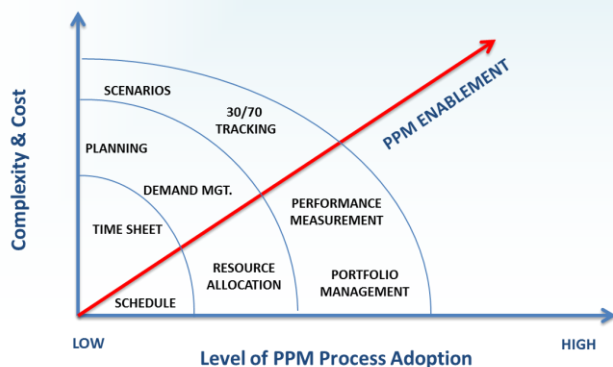 SCENARIOS
30/70
TRACKING
PPM ENABLEMENT
PLANNING
DEMAND MGT.
PERFORMANCE
MEASUREMENT
TIME SHEET
RESOURCE
ALLOCATION
PORTFOLIO
MANAGEMENT
SCHEDULE
Complexity & Cost
LOW
HIGH
Level of PPM Process Adoption